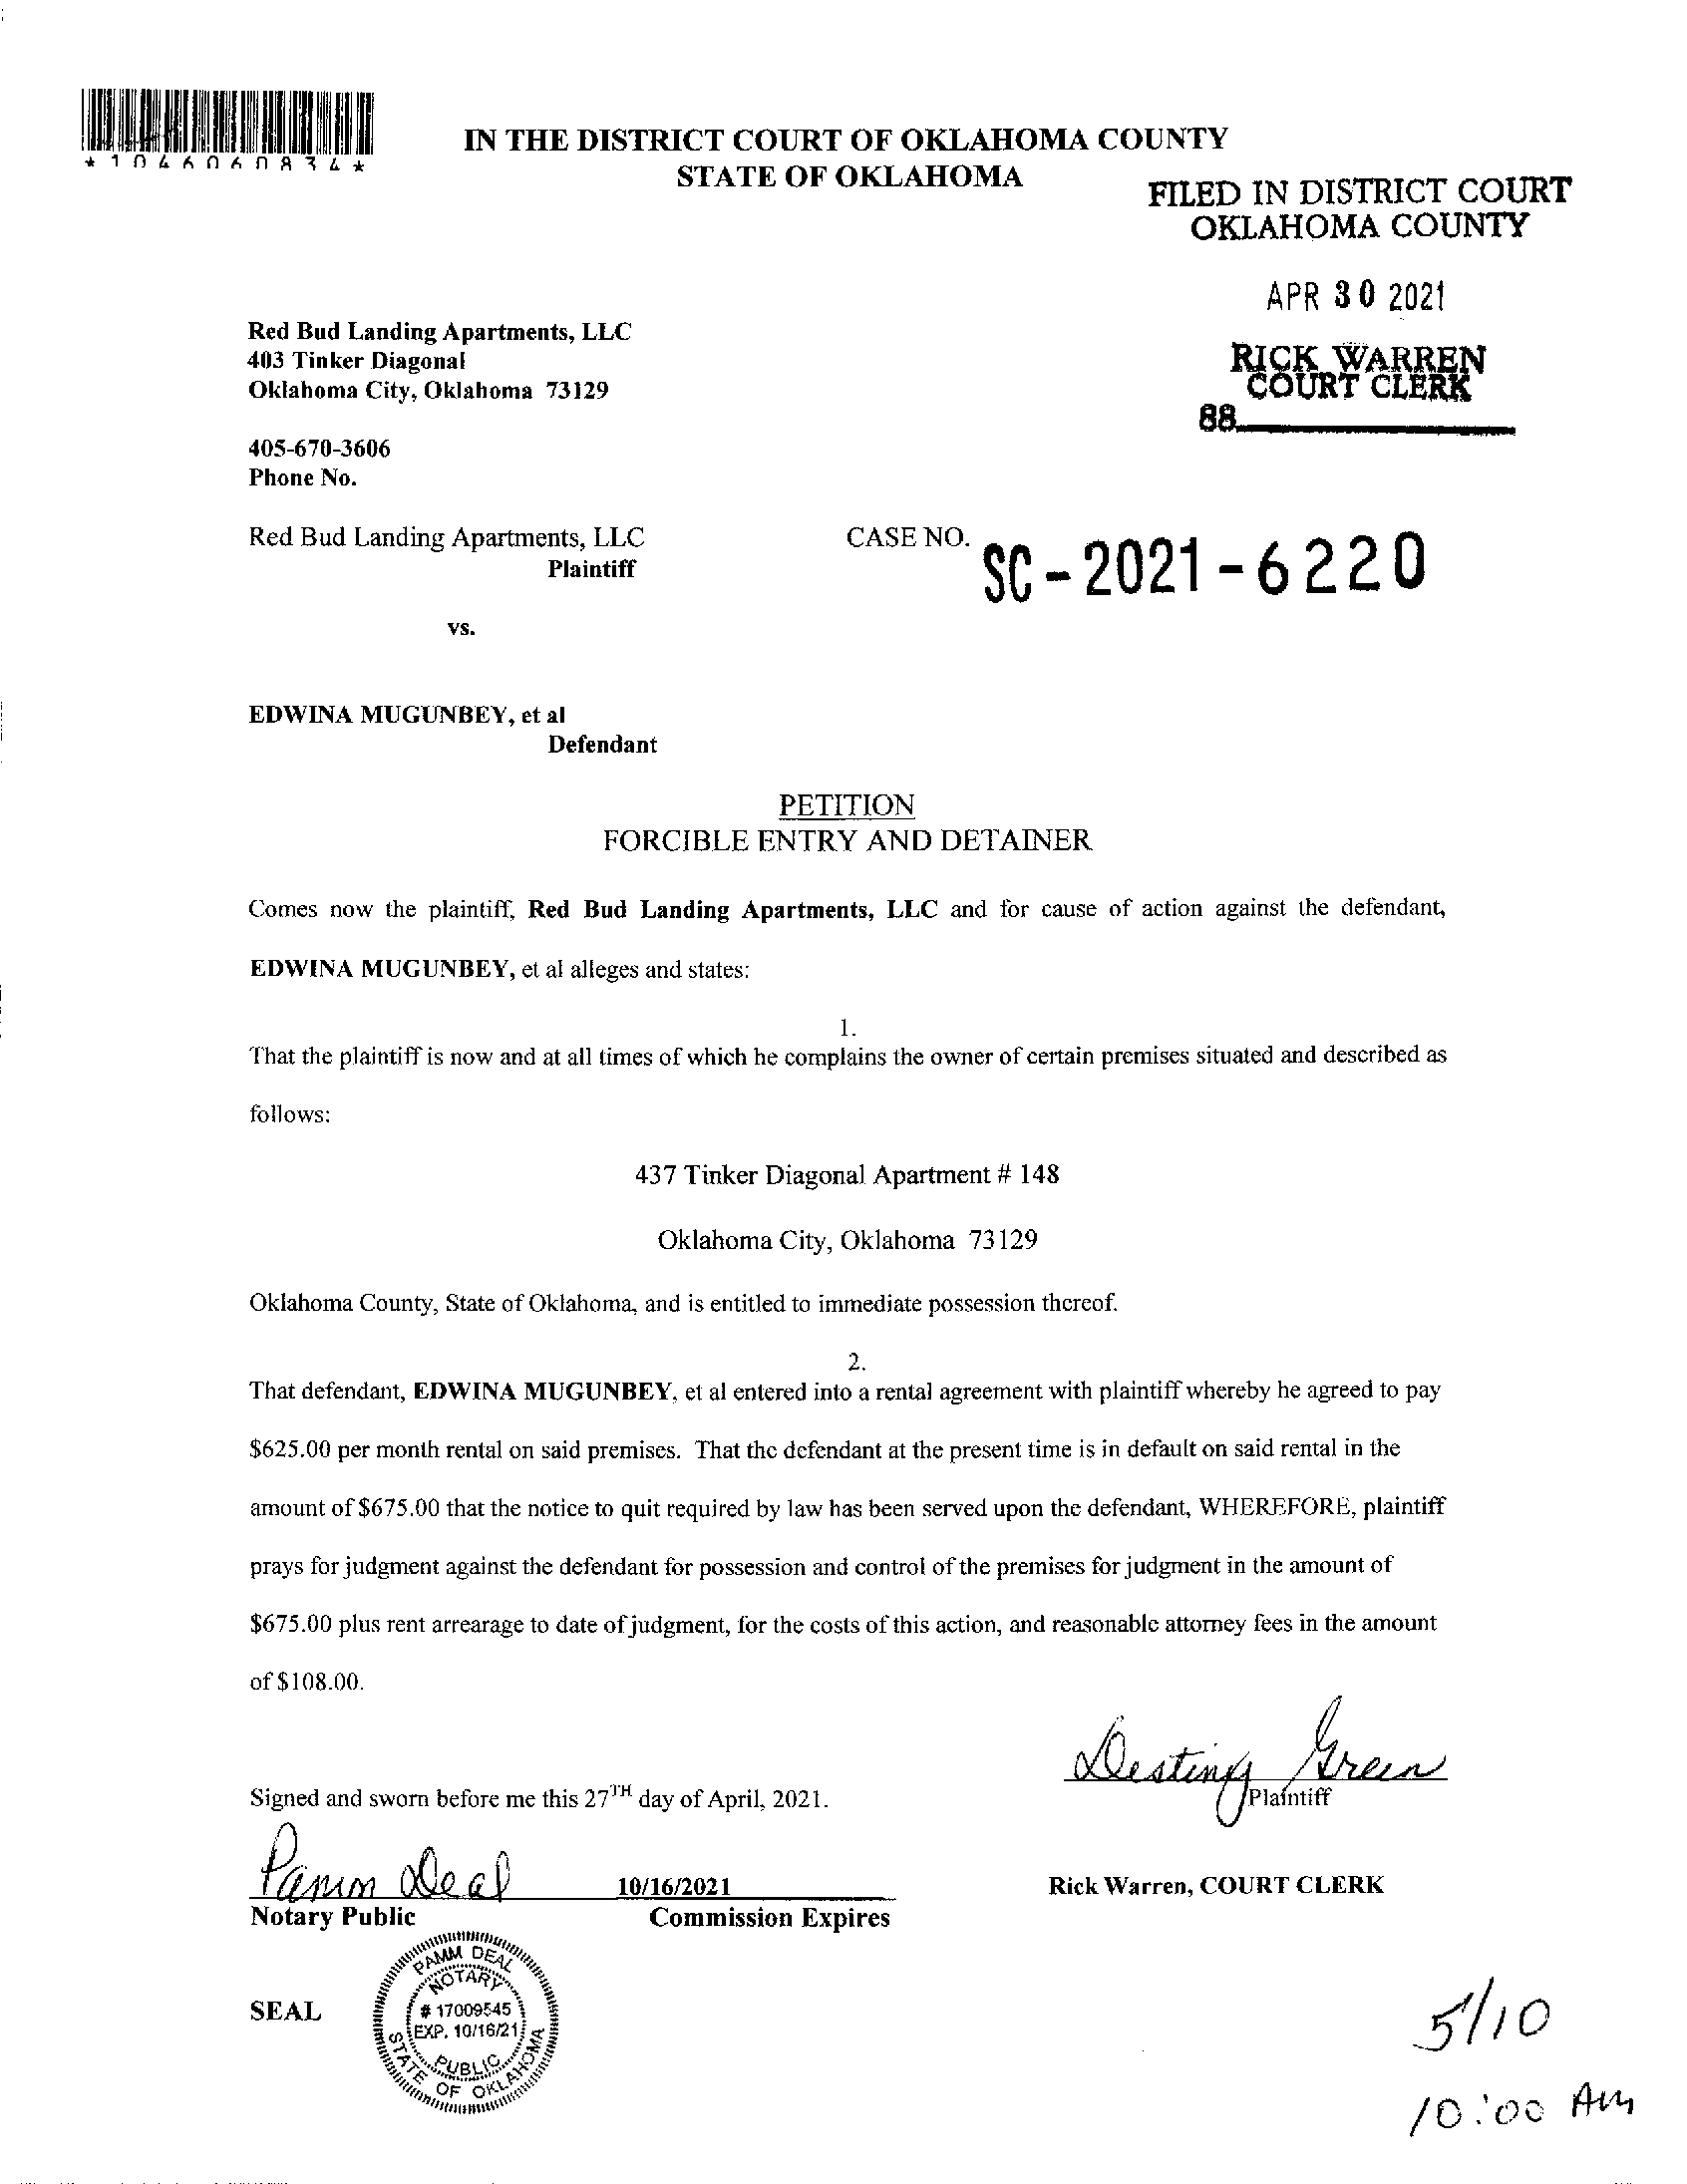 *1046060834*
IN THE DISTRICT COURT OF OKLAHOMA COUNTY
STATE OF OKLAHOMA
FILED IN DISTRICT COURT
OKLAHOMA COUNTY
APR 30 2021
RICK WARREN
COURT CLERK
88
Red Bud Landing Apartments, LLC
403 Tinker Diagonal
Oklahoma City, Oklahoma 73129
405-670-3606
Phone No.
Red Bud Landing Apartments, LLC
Plaintiff
CASE NO. SC-2021-6220
vs.
EDWINA MUGUNBEY, et al
Defendant
PETITION
FORCIBLE ENTRY AND DETAINER
Comes now the plaintiff, Red Bud Landing Apartments, LLC and for cause of action against the defendant,
EDWINA MUGUNBEY, et al alleges and states:
1.
That the plaintiff is now and at all times of which he complains the owner of certain premises situated and described as
follows:
437 Tinker Diagonal Apartment # 148
Oklahoma City, Oklahoma 73129
Oklahoma County, State of Oklahoma, and is entitled to immediate possession thereof.
2.
That defendant, EDWINA MUGUNBEY, et al entered into a rental agreement with plaintiff whereby he agreed to pay
$625.00 per month rental on said premises. That the defendant at the present time is in default on said rental in the
amount of $675.00 that the notice to quit required by law has been served upon the defendant, WHEREFORE, plaintiff
prays for judgment against the defendant for possession and control of the premises for judgment in the amount of
$675.00 plus rent arrearage to date of judgment, for the costs of this action, and reasonable attorney fees in the amount
of $108.00.
Destiny Green
Plaintiff
Signed and sworn before me this 27TH day of April, 2021.
Pamm Deal
10/16/2021
Rick Warren, COURT CLERK
Notary Public
Commission Expires
SEAL
PAMM DEAL
NOTARY
# 17009545
EXP. 10/16/21
PUBLIC
STATE OF OKLAHOMA
5/10
10:00 AM